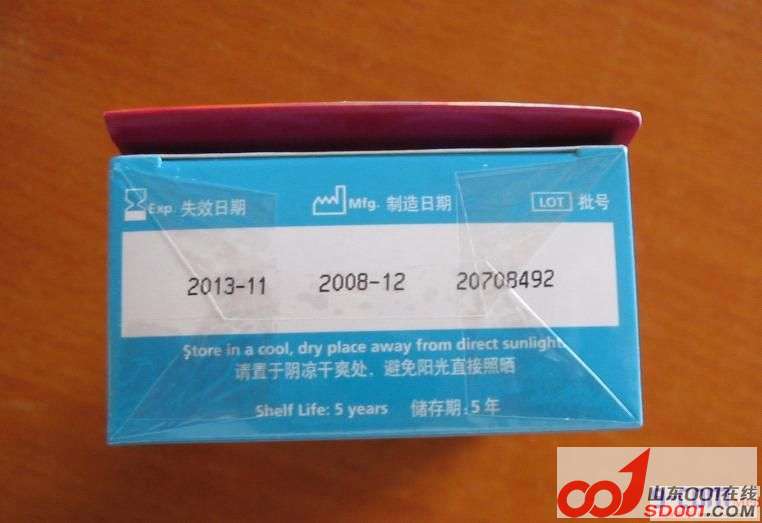 Exp. 失效日期 Mfg. 制造日期 LOT 批号
2013-11 2008-12 20708492
Store in a cool, dry place away from direct sunlight.
请置于阴凉干爽处．避免阳光直接照晒
Shelf Life: 5 years 储存期：5 年
山东001在线
SD001.COM